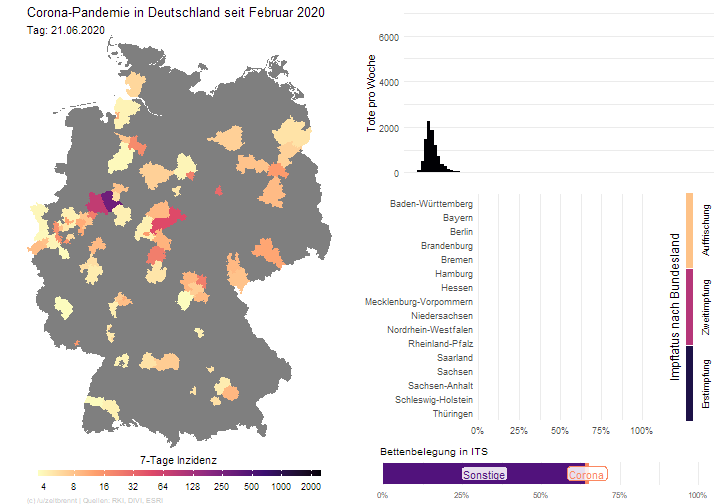 Corona-Pandemie in Deutschland seit Februar 2020
Tag: 21.06.2020
7-Tage Inzidenz
4 8 16 32 64 125 250 500 1000 2000
(c) /u/zeitbrennt | Quellen: RKI, DIVI, ESRI
Tote pro Woche
6000
4000
2000
0
Baden-Württemberg
Bayern
Berlin
Brandenburg
Bremen
Hamburg
Hessen
Mecklenburg-Vorpommern
Niedersachsen
Nordrhein-Westfalen
Rheinland-Pfalz
Saarland
Sachsen
Sachsen-Anhalt
Schleswig-Holstein
Thüringen
0% 25% 50% 75% 100%
Impfstatus nach Bundesland
Auffrischung
Zweitimpfung
Erstimpfung
Bettenbelegung in ITS
Sonstige
Corona
0% 25% 50% 75% 100%